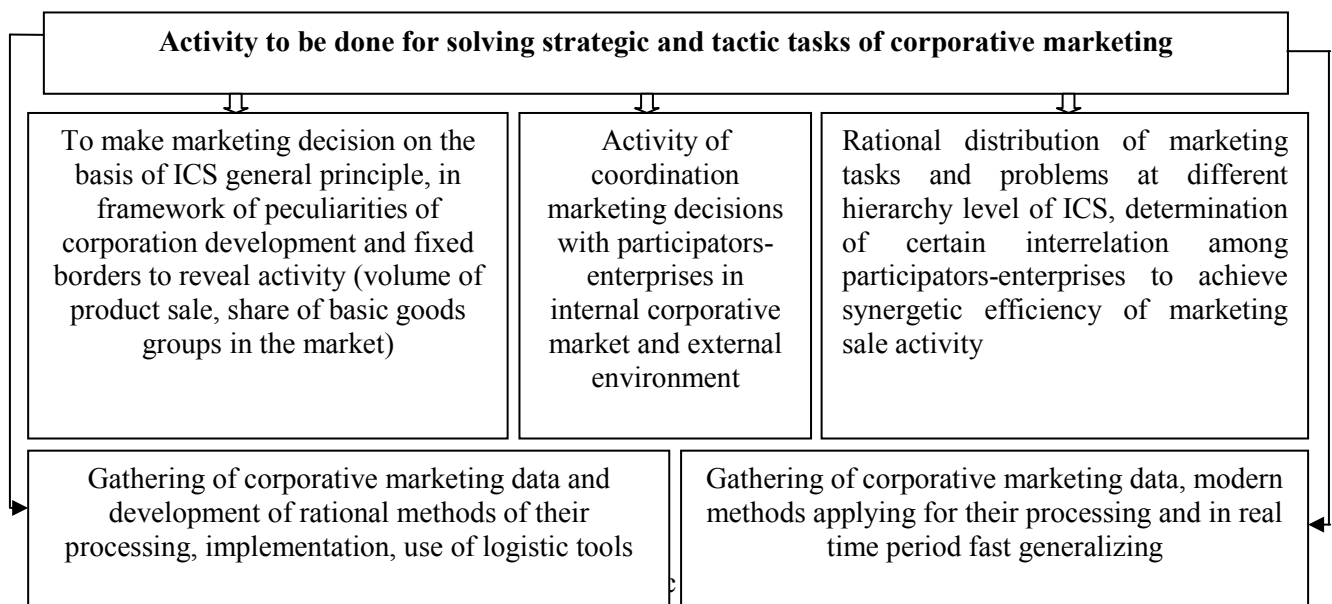 Activity to be done for solving strategic and tactic tasks of corporative marketing
To make marketing decision on the
basis of ICS general principle, in
framework of peculiarities of
corporation development and fixed
borders to reveal activity (volume of
product sale, share of basic goods
groups in the market)
Activity of
coordination
marketing decisions
with participators-
enterprises in
internal corporative
market and external
environment
Rational distribution of marketing
tasks and problems at different
hierarchy level of ICS, determination
of certain interrelation among
participators-enterprises to achieve
synergetic efficiency of marketing
sale activity
Gathering of corporative marketing data and
development of rational methods of their
processing, implementation, use of logistic tools
Gathering of corporative marketing data, modern
methods applying for their processing and in real
time period fast generalizing